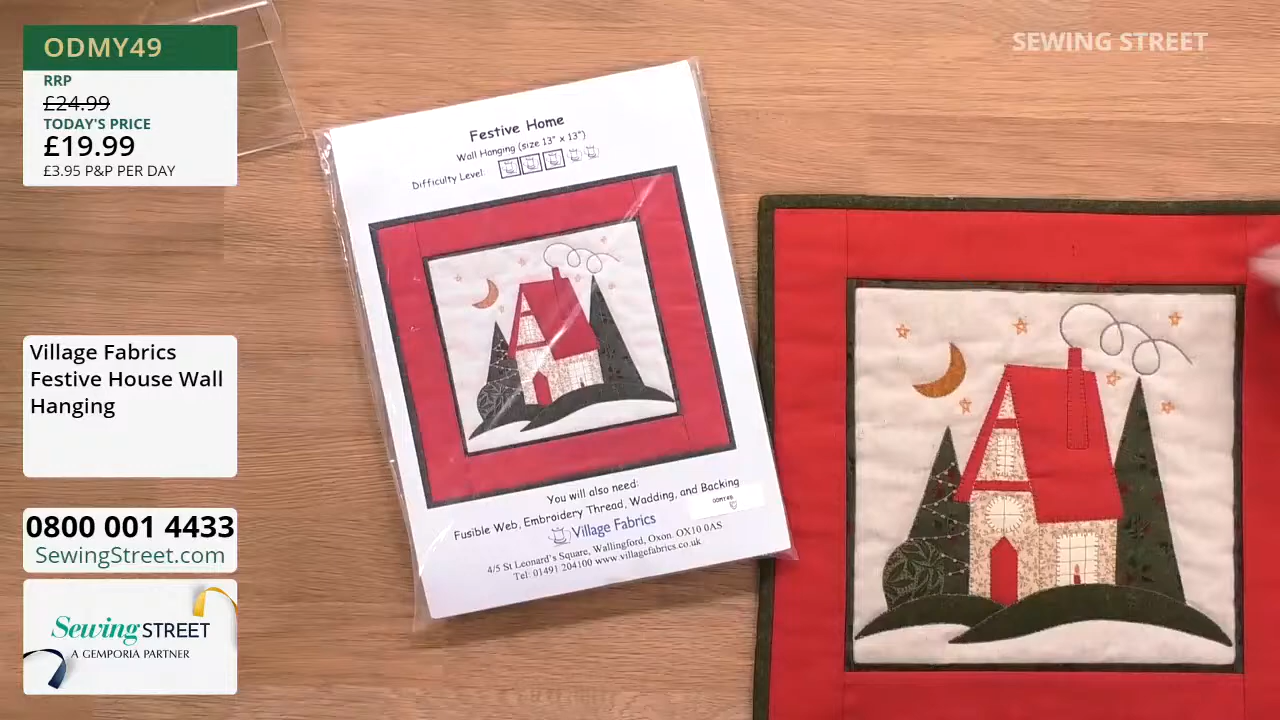 ODMY49
RRP
£24.99
TODAY'S PRICE
£19.99
£3.95 P&P PER DAY
SEWING STREET
Festive Home
Wall Hanging (size 13" x 13")
Difficulty Level:
Village Fabrics
Festive House Wall
Hanging
You will also need:
Fusible Web, Embroidery Thread, Wadding, and Backing
ODMY49
Village Fabrics
4/5 St Leonard's Square, Wallingford, Oxon. OX10 0AS
Tel: 01491 204100 www.villagefabrics.co.uk
0800 001 4433
SewingStreet.com
Sewing STREET
A GEMPORIA PARTNER